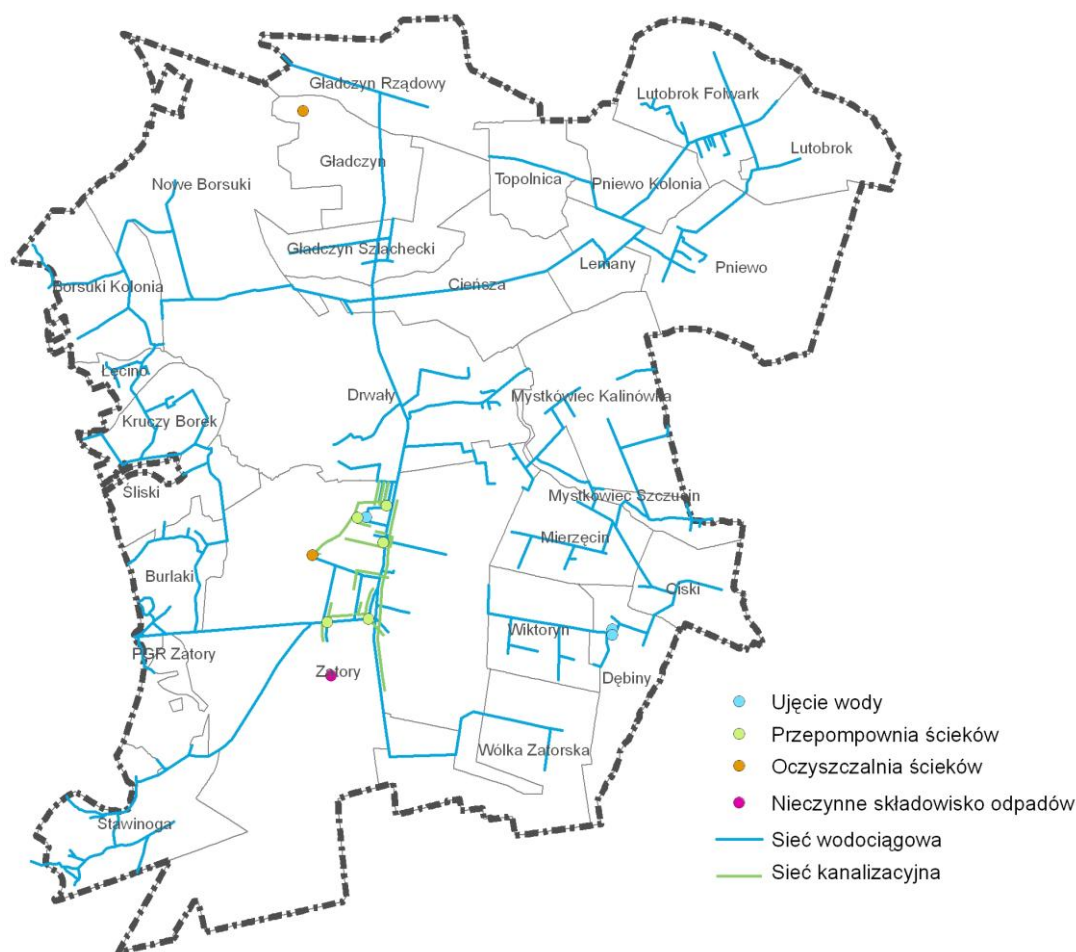 Gładczyn Rządowy
Lutobrok Folwark
Lutobrok
Gładczyn
Topolnica
Pniewo Kolonia
Nowe Borsuki
Gładczyn Szlachecki
Lemany
Pniewo
Cieńsza
Borsuki Kolonia
Łęcino
Drwały
Mystkówiec Kalinówka
Kruczy Borek
Śliski
Mystkówiec Szczucin
Mierzęcin
Burlaki
Ciski
Wiktoryn
PGR Zatory
Zatory
Dębiny
Wólka Zatorska
Stawinoga
Ujęcie wody
Przepompownia ścieków
Oczyszczalnia ścieków
Nieczynne składowisko odpadów
Sieć wodociągowa
Sieć kanalizacyjna